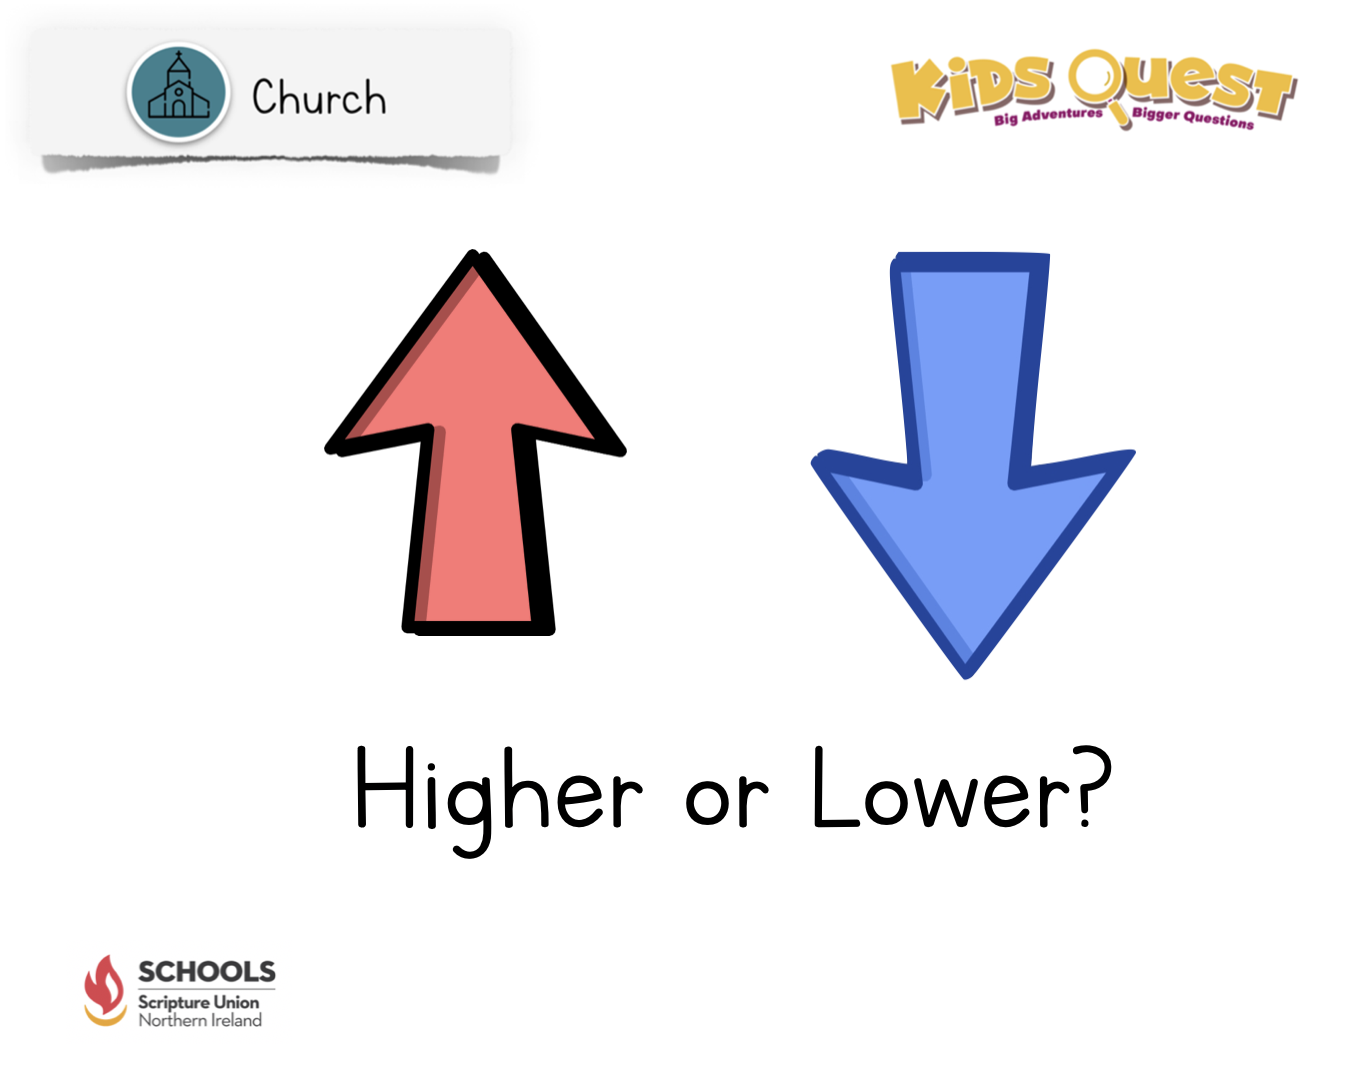 Church
KiDS QUEST
Big Adventures Bigger Questions
Higher or Lower?
SCHOOLS
Scripture Union
Northern Ireland